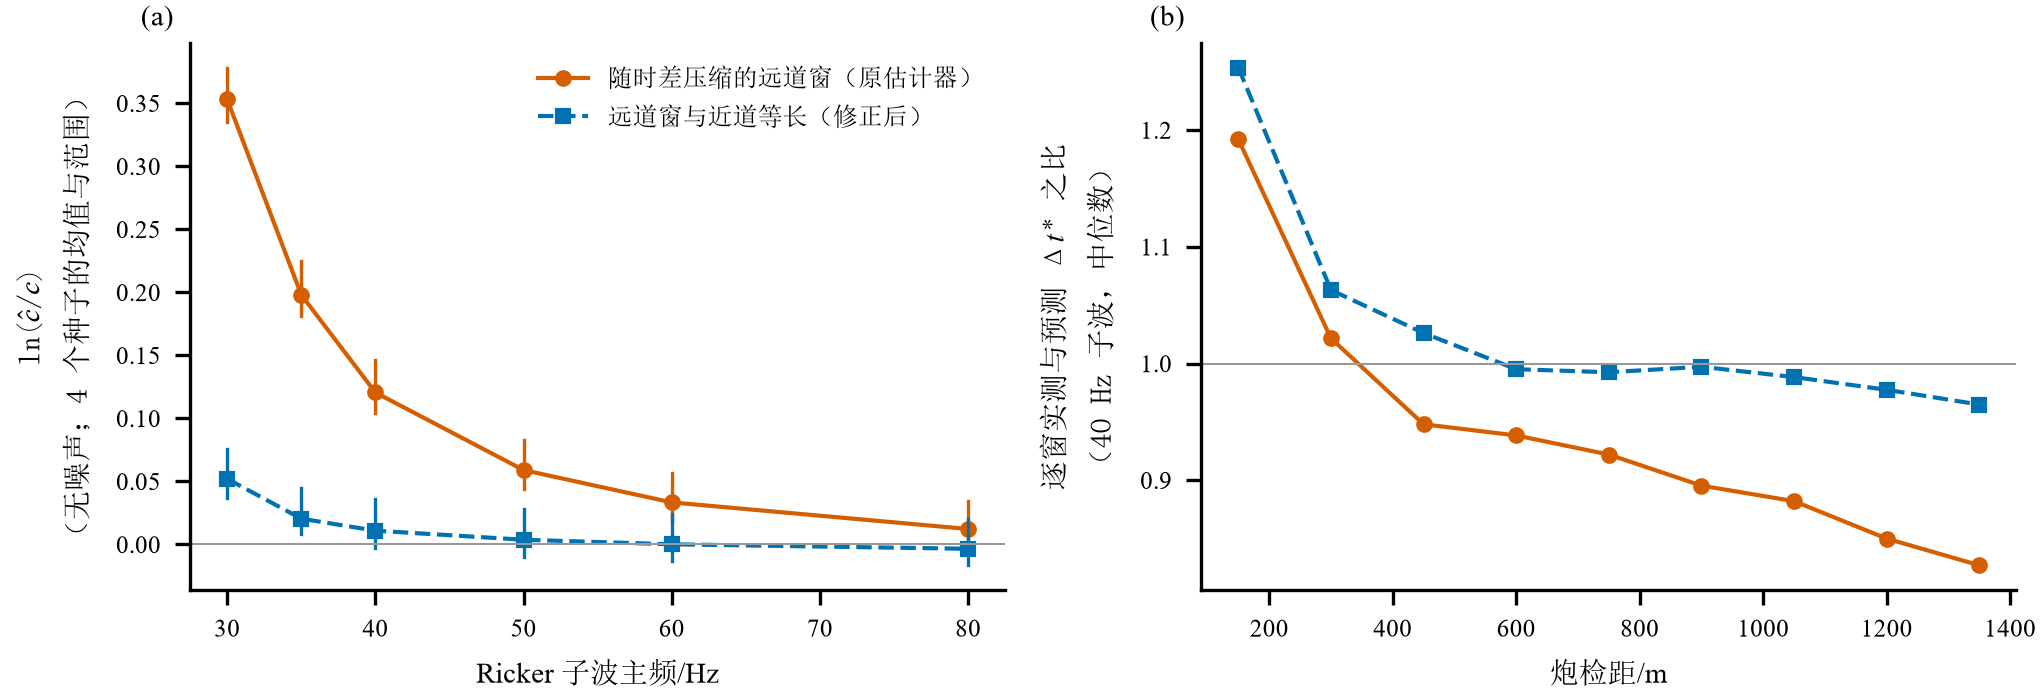 (a)
ln(ĉ/c)
(无噪声; 4 个种子的均值与范围)
0.35
0.30
0.25
0.20
0.15
0.10
0.05
0.00
随时差压缩的远道窗（原估计器）
远道窗与近道等长（修正后）
30 40 50 60 70 80
Ricker 子波主频/Hz
(b)
逐窗实测与预测 Δt* 之比
（40 Hz 子波，中位数）
1.2
1.1
1.0
0.9
200 400 600 800 1000 1200 1400
炮检距/m